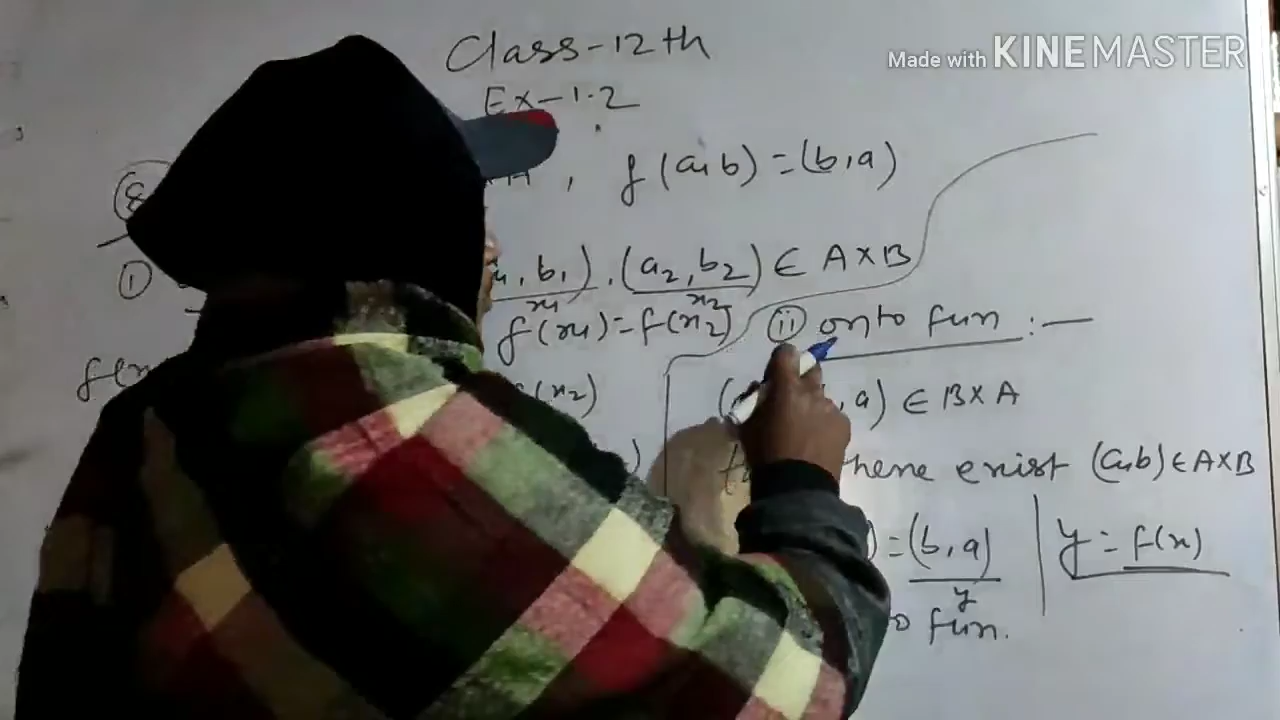 Made with KINEMASTER
Class-12th
Ex-1.2
, f(a,b) = (b,a)
①
, b₁), (a₂, b₂) ∈ A×B
x₁ x₂
f(x₁) = f(x₂)
(x₂)
ⅱ onto fun :—
, a) ∈ B×A
there exist (a,b) ∈ A×B
) = (b, a)
y
fun.
y = f(x)